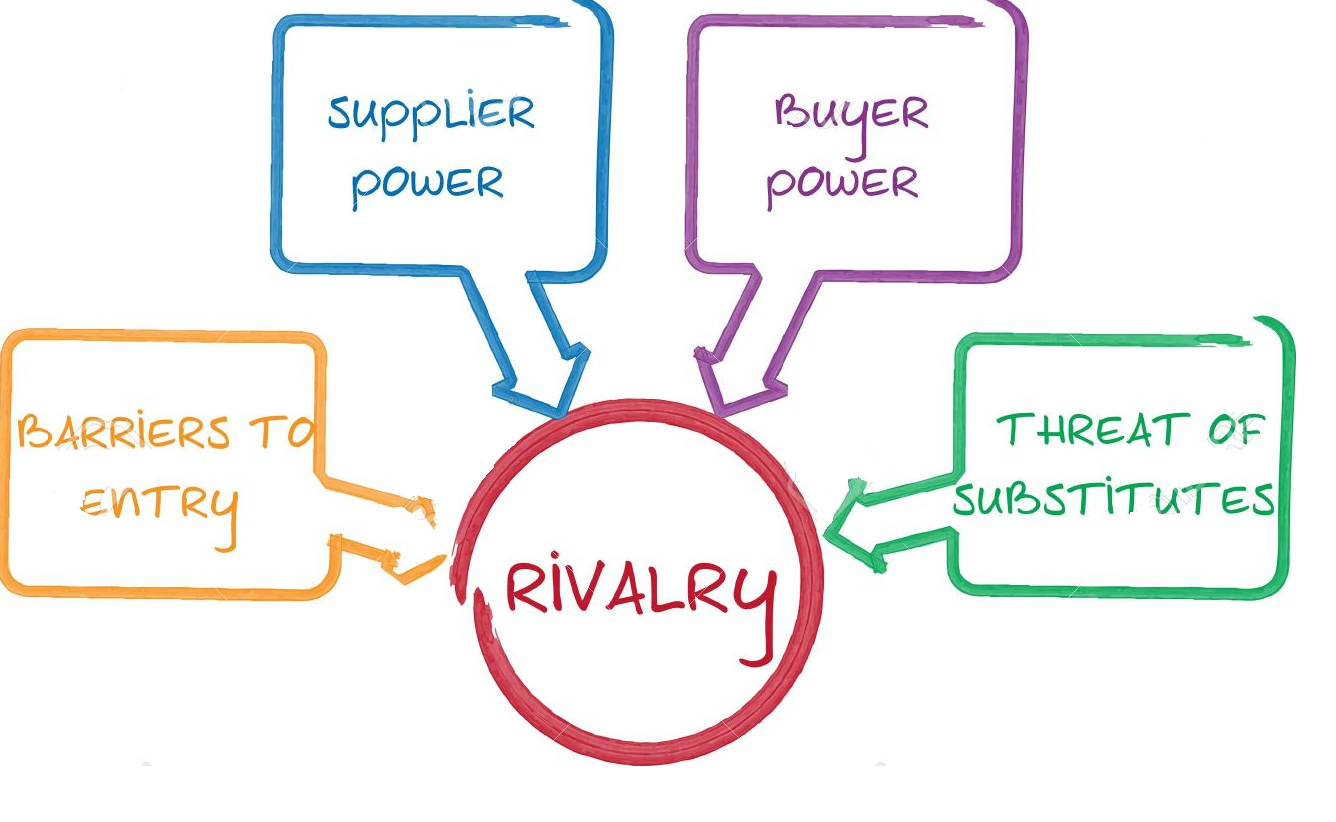 SUPPLIER
POWER
BUYER
POWER
BARRIERS TO
ENTRY
THREAT OF
SUBSTITUTES
RIVALRY